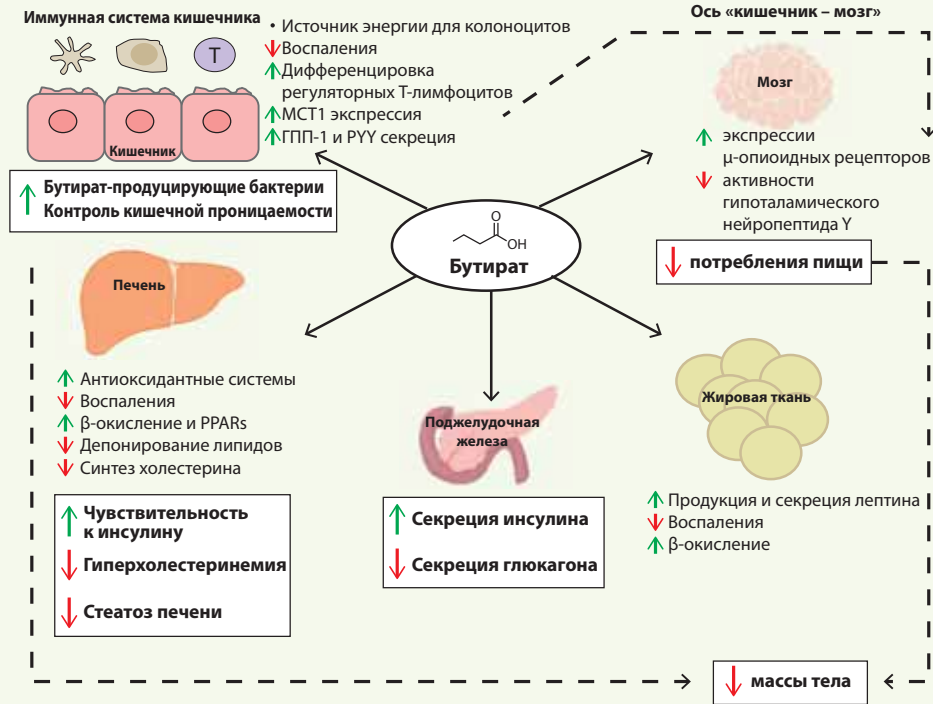 Иммунная система кишечника
Т
Кишечник
• Источник энергии для колоноцитов
↓ Воспаления
↑ Дифференцировка
регуляторных Т-лимфоцитов
↑ МСТ1 экспрессия
↑ ГПП-1 и PYY секреция
↑ Бутират-продуцирующие бактерии
Контроль кишечной проницаемости
Ось «кишечник – мозг»
Мозг
↑ экспрессии
μ-опиоидных рецепторов
↓ активности
гипоталамического
нейропептида Y
↓ потребления пищи
O
OH
Бутират
Печень
↑ Антиоксидантные системы
↓ Воспаления
↑ β-окисление и PPARs
↓ Депонирование липидов
↓ Синтез холестерина
↑ Чувствительность
к инсулину
↓ Гиперхолестеринемия
↓ Стеатоз печени
Поджелудочная
железа
↑ Секреция инсулина
↓ Секреция глюкагона
Жировая ткань
↑ Продукция и секреция лептина
↓ Воспаления
↑ β-окисление
↓ массы тела